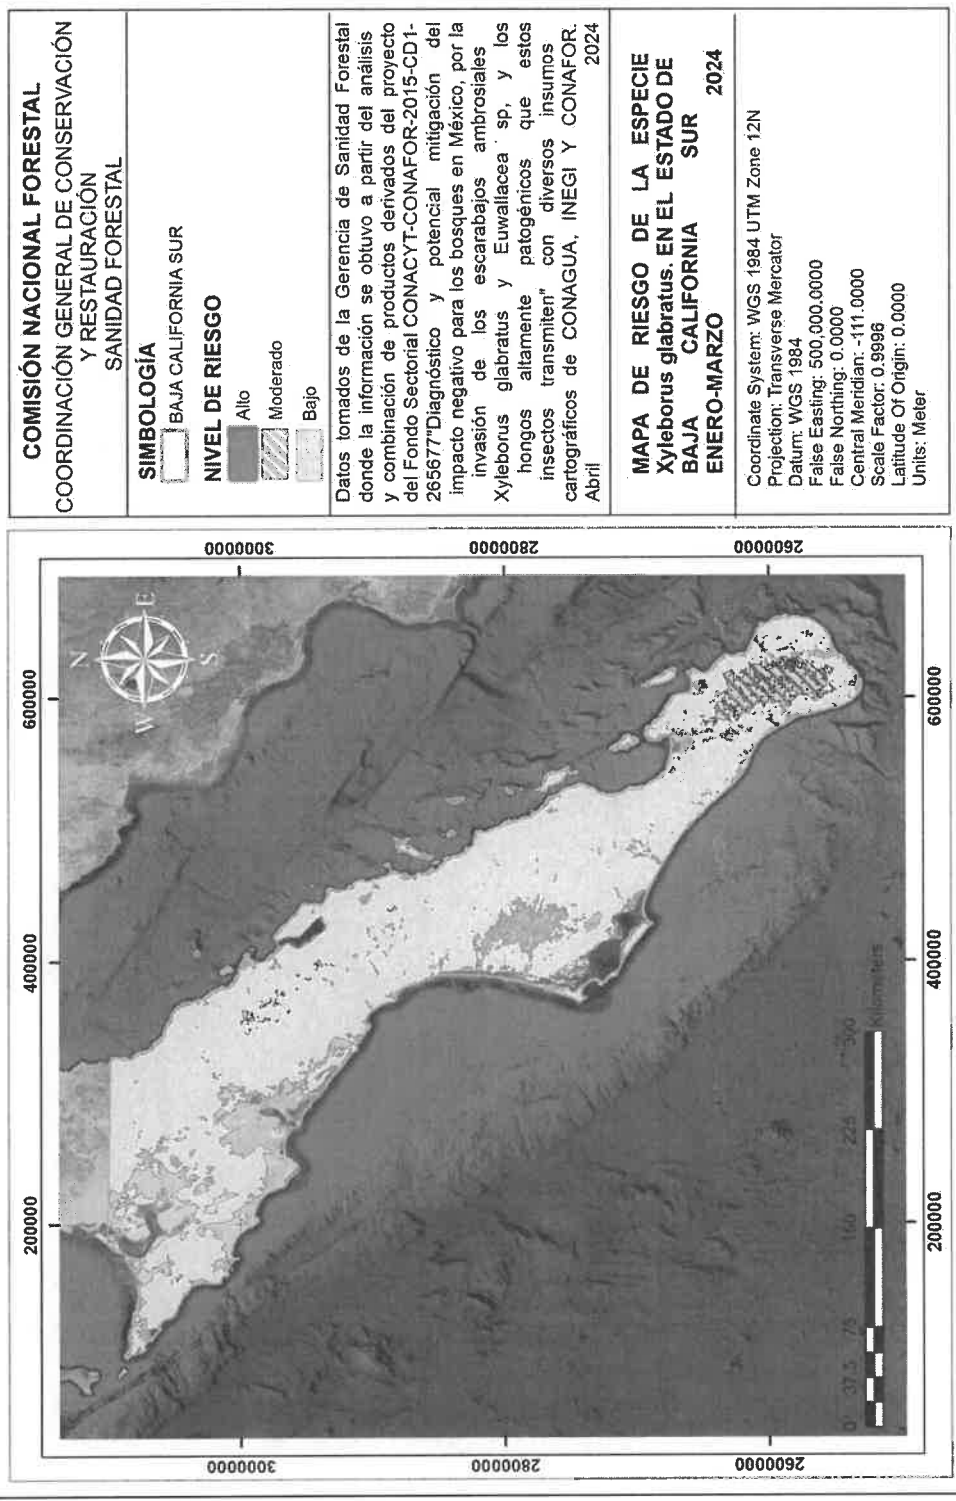 COMISIÓN NACIONAL FORESTAL
COORDINACIÓN GENERAL DE CONSERVACIÓN
Y RESTAURACIÓN
SANIDAD FORESTAL
SIMBOLOGÍA
BAJA CALIFORNIA SUR
NIVEL DE RIESGO
Alto
Moderado
Bajo
Datos tomados de la Gerencia de Sanidad Forestal
donde la información se obtuvo a partir del análisis
y combinación de productos derivados del proyecto
del Fondo Sectorial CONACYT-CONAFOR-2015-CD1-
265677"Diagnóstico y potencial mitigación del
impacto negativo para los bosques en México, por la
invasión de los escarabajos ambrosiales
Xyleborus glabratus y Euwallacea sp, y los
hongos altamente patogénicos que estos
insectos transmiten" con diversos insumos
cartográficos de CONAGUA, INEGI Y CONAFOR.
Abril 2024
MAPA DE RIESGO DE LA ESPECIE
Xyleborus glabratus. EN EL ESTADO DE
BAJA CALIFORNIA SUR
ENERO-MARZO 2024
Coordinate System: WGS 1984 UTM Zone 12N
Projection: Transverse Mercator
Datum: WGS 1984
False Easting: 500,000.0000
False Northing: 0.0000
Central Meridian: -111.0000
Scale Factor: 0.9996
Latitude Of Origin: 0.0000
Units: Meter
200000 400000 600000
3000000 3000000
2800000 2800000
2600000 2600000
200000 400000 600000
N
W E
S
0 37.5 75 150 225 300
Kilometers